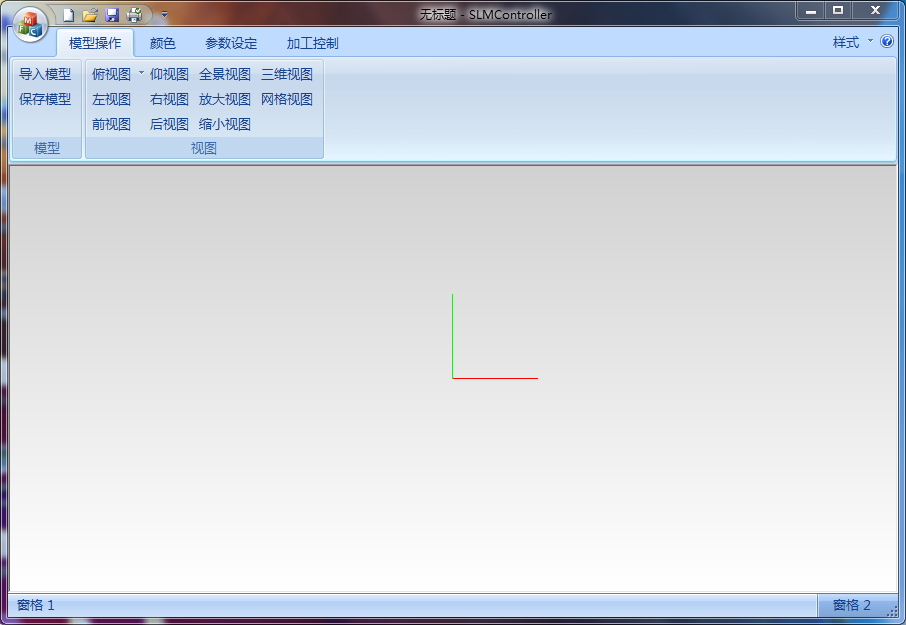 无标题 - SLMController
模型操作 颜色 参数设定 加工控制 样式
导入模型 俯视图 仰视图 全景视图 三维视图
保存模型 左视图 右视图 放大视图 网格视图
前视图 后视图 缩小视图
模型 视图
窗格 1 窗格 2